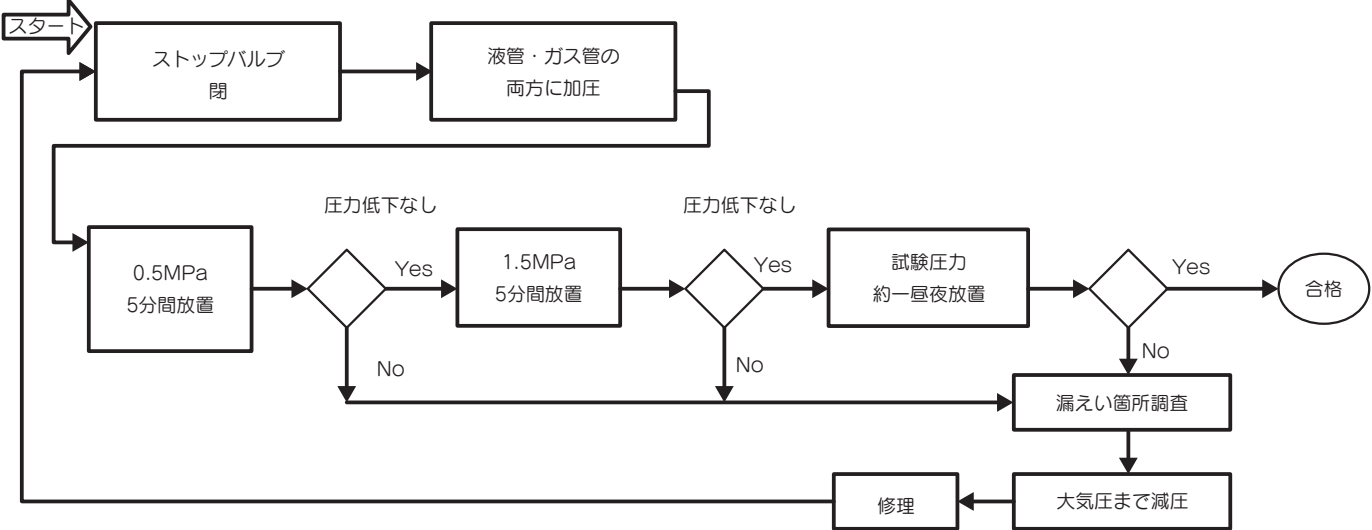 スタート
ストップバルブ
閉
液管・ガス管の
両方に加圧
圧力低下なし
圧力低下なし
0.5MPa
5分間放置
Yes
1.5MPa
5分間放置
Yes
試験圧力
約一昼夜放置
Yes
合格
No
No
No
漏えい箇所調査
大気圧まで減圧
修理